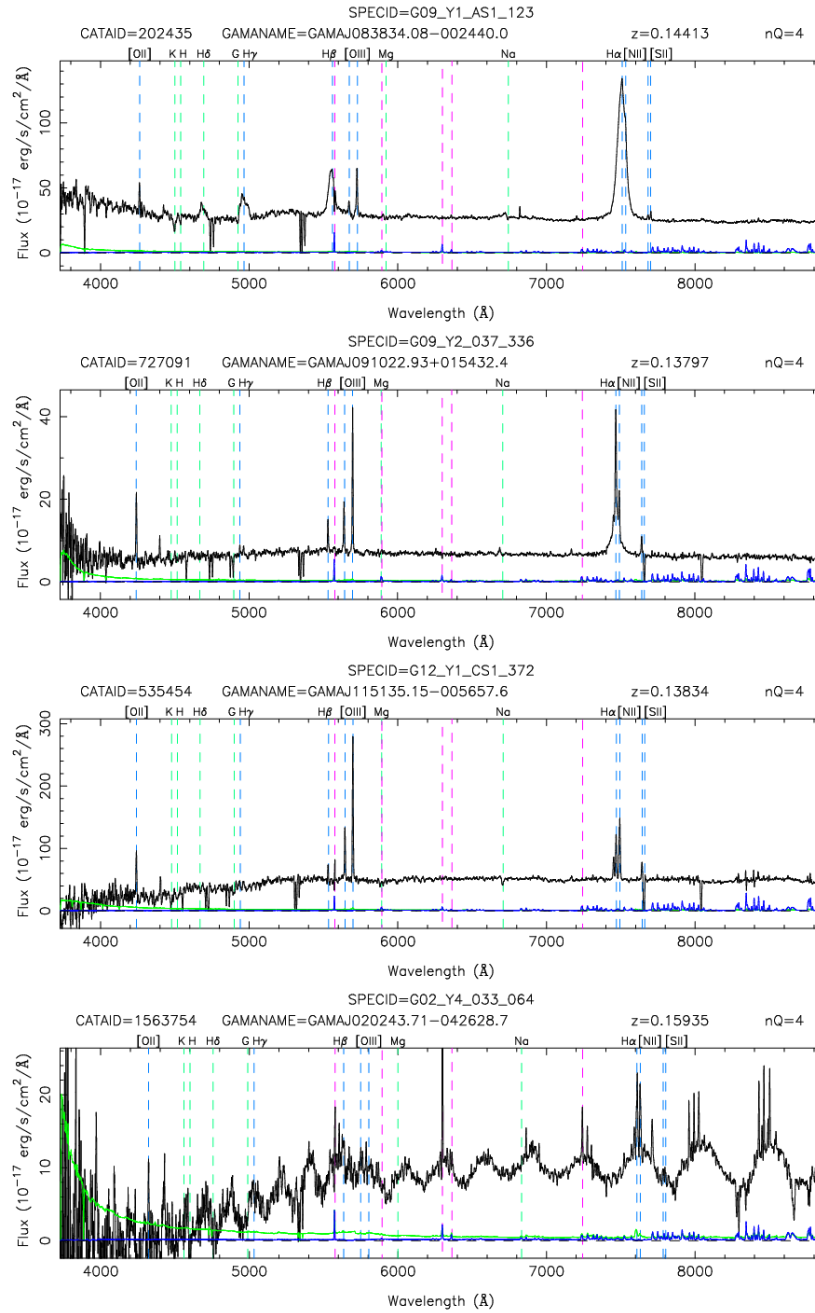 SPECID=G09_Y1_AS1_123
CATAID=202435 GAMANAME=GAMAJ083834.08−002440.0 z=0.14413 nQ=4
[OII] K H Hδ G Hγ Hβ [OIII] Mg Na Hα [NII] [SII]
Flux (10⁻¹⁷ erg/s/cm²/Å)
100
50
0
4000 5000 6000 7000 8000
Wavelength (Å)
SPECID=G09_Y2_037_336
CATAID=727091 GAMANAME=GAMAJ091022.93+015432.4 z=0.13797 nQ=4
[OII] K H Hδ G Hγ Hβ [OIII] Mg Na Hα [NII] [SII]
Flux (10⁻¹⁷ erg/s/cm²/Å)
40
20
0
4000 5000 6000 7000 8000
Wavelength (Å)
SPECID=G12_Y1_CS1_372
CATAID=535454 GAMANAME=GAMAJ115135.15−005657.6 z=0.13834 nQ=4
[OII] K H Hδ G Hγ Hβ [OIII] Mg Na Hα [NII] [SII]
Flux (10⁻¹⁷ erg/s/cm²/Å)
300
200
100
0
4000 5000 6000 7000 8000
Wavelength (Å)
SPECID=G02_Y4_033_064
CATAID=1563754 GAMANAME=GAMAJ020243.71−042628.7 z=0.15935 nQ=4
[OII] K H Hδ G Hγ Hβ [OIII] Mg Na Hα [NII] [SII]
Flux (10⁻¹⁷ erg/s/cm²/Å)
20
10
0
4000 5000 6000 7000 8000
Wavelength (Å)